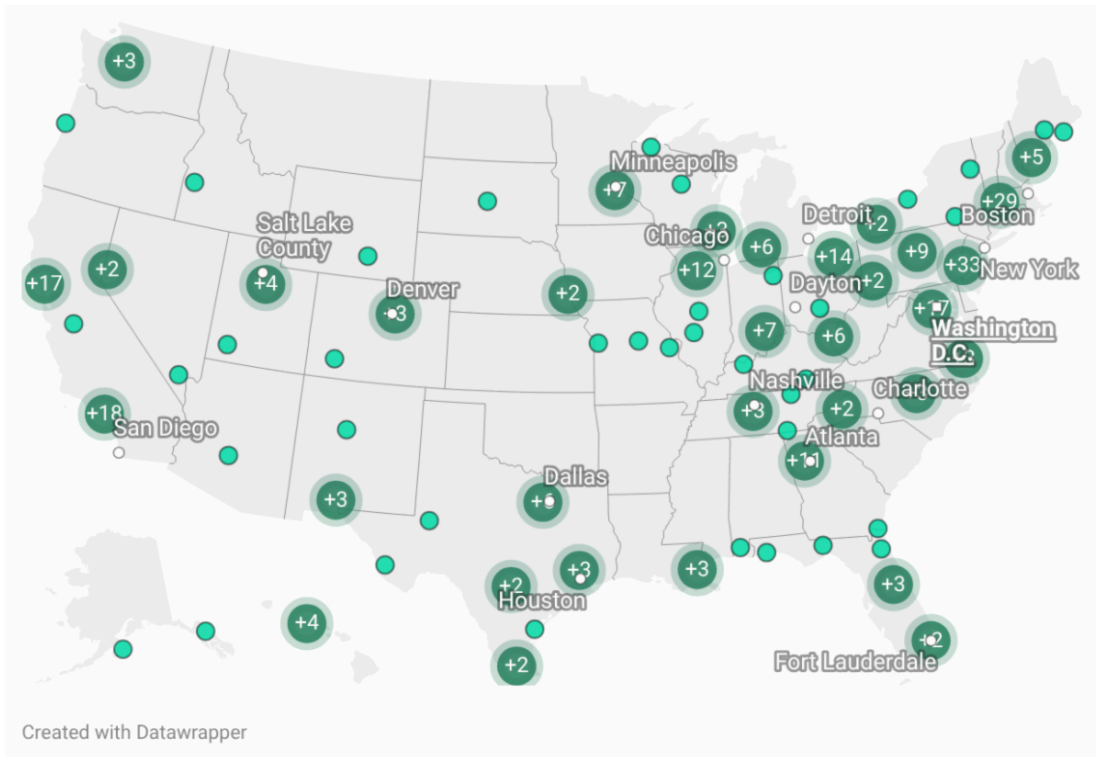 +3
+5
Minneapolis
+7
+29
Boston
Detroit
+2
Salt Lake
County
Chicago
+6
+9
+14
+33
New York
+17
+2
+4
+12
+2
Dayton
Denver
+2
+17
Washington
D.C.
+7
+6
+18
San Diego
Nashville
+3
+2
Charlotte
Atlanta
+11
Dallas
+3
+3
+2
Houston
+3
+3
+4
+2
+2
Fort Lauderdale
Created with Datawrapper